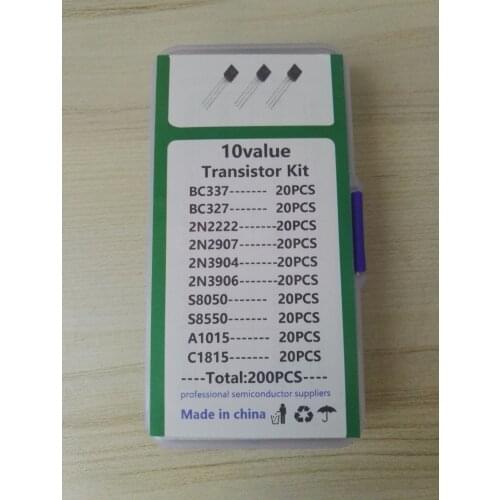 10value
Transistor Kit
BC337------- 20PCS
BC327------- 20PCS
2N2222-------20PCS
2N2907-------20PCS
2N3904-------20PCS
2N3906-------20PCS
S8050------- 20PCS
S8550------- 20PCS
A1015------- 20PCS
C1815------- 20PCS
----Total:200PCS----
professional semiconductor suppliers
Made in china